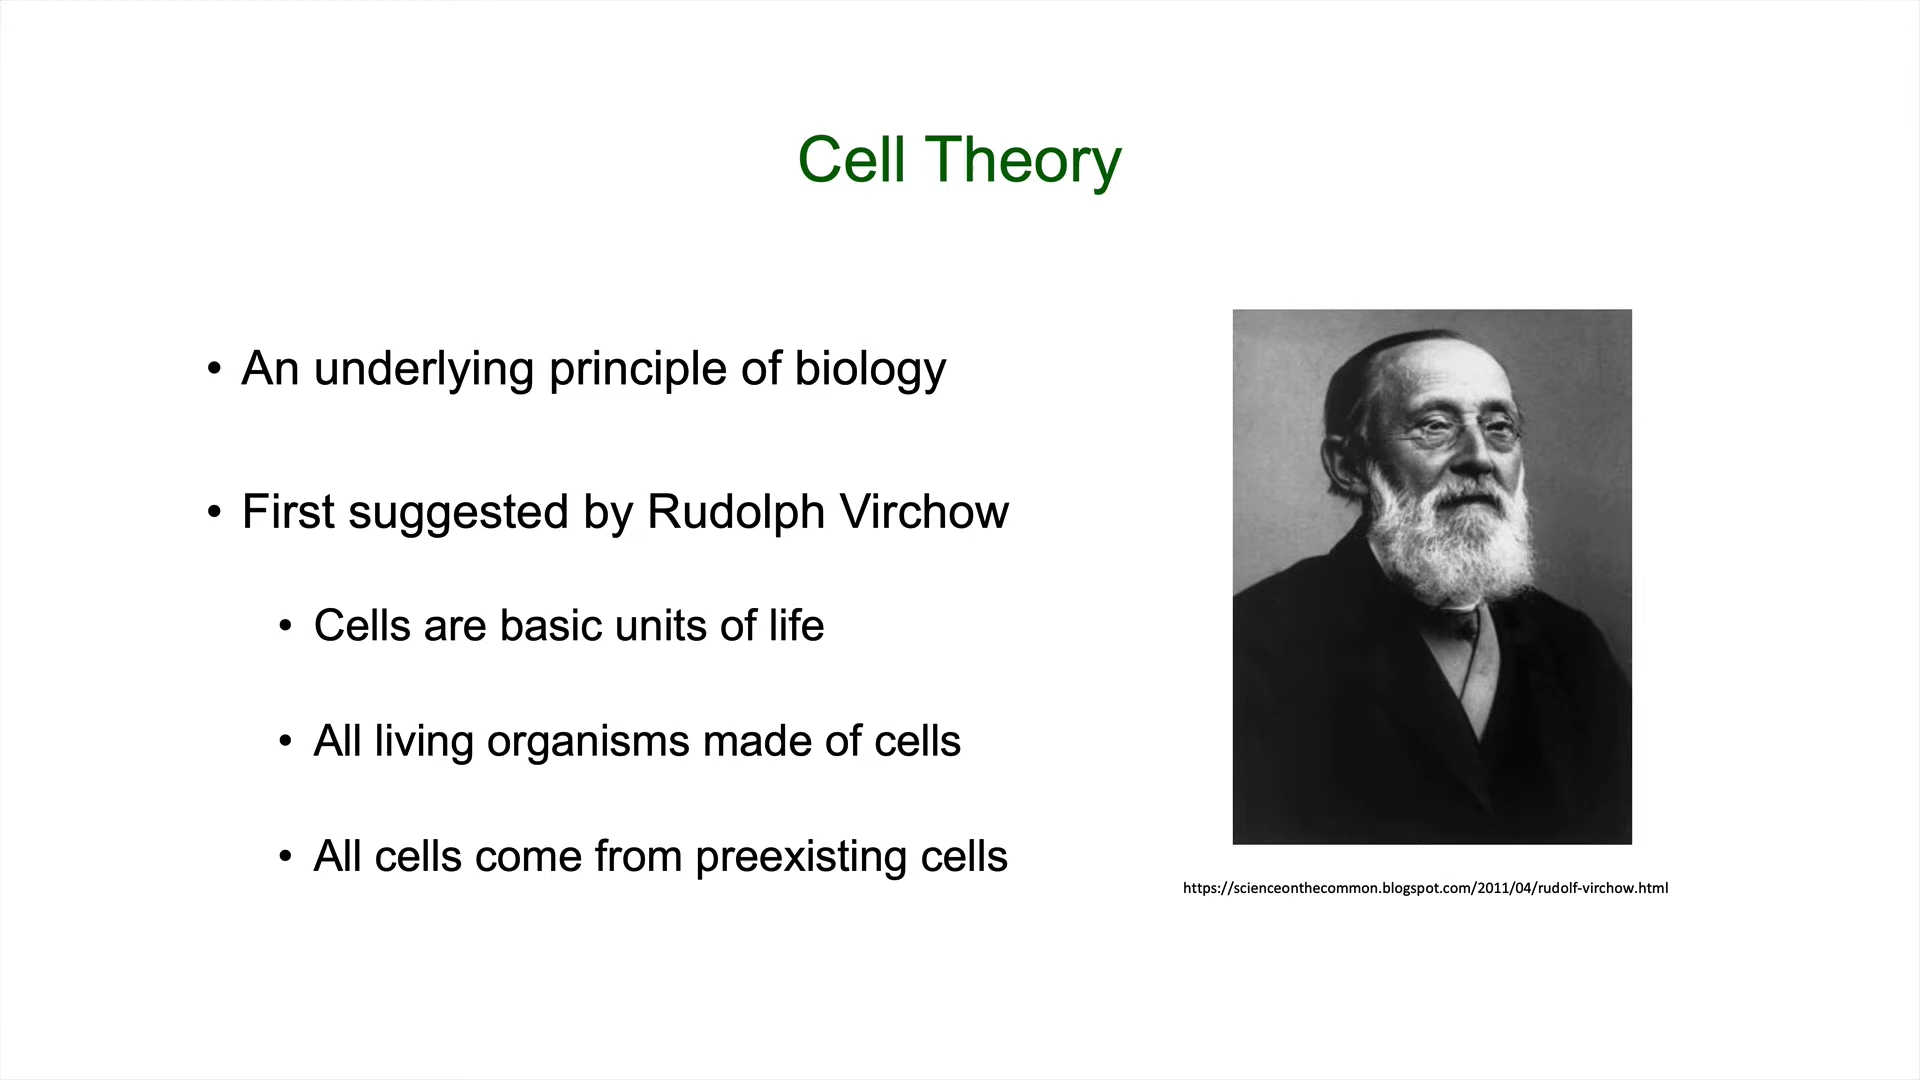 Cell Theory
• An underlying principle of biology
• First suggested by Rudolph Virchow
• Cells are basic units of life
• All living organisms made of cells
• All cells come from preexisting cells
https://scienceonthecommon.blogspot.com/2011/04/rudolf-virchow.html